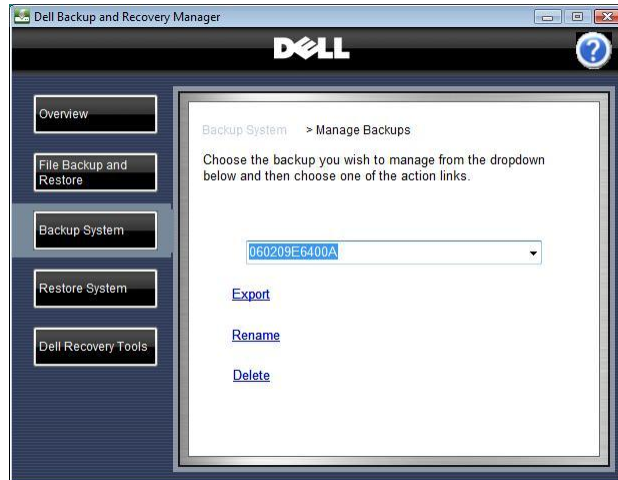 Dell Backup and Recovery Manager
DELL
?
Overview
File Backup and
Restore
Backup System
Restore System
Dell Recovery Tools
Backup System > Manage Backups
Choose the backup you wish to manage from the dropdown
below and then choose one of the action links.
060209E6400A
Export
Rename
Delete